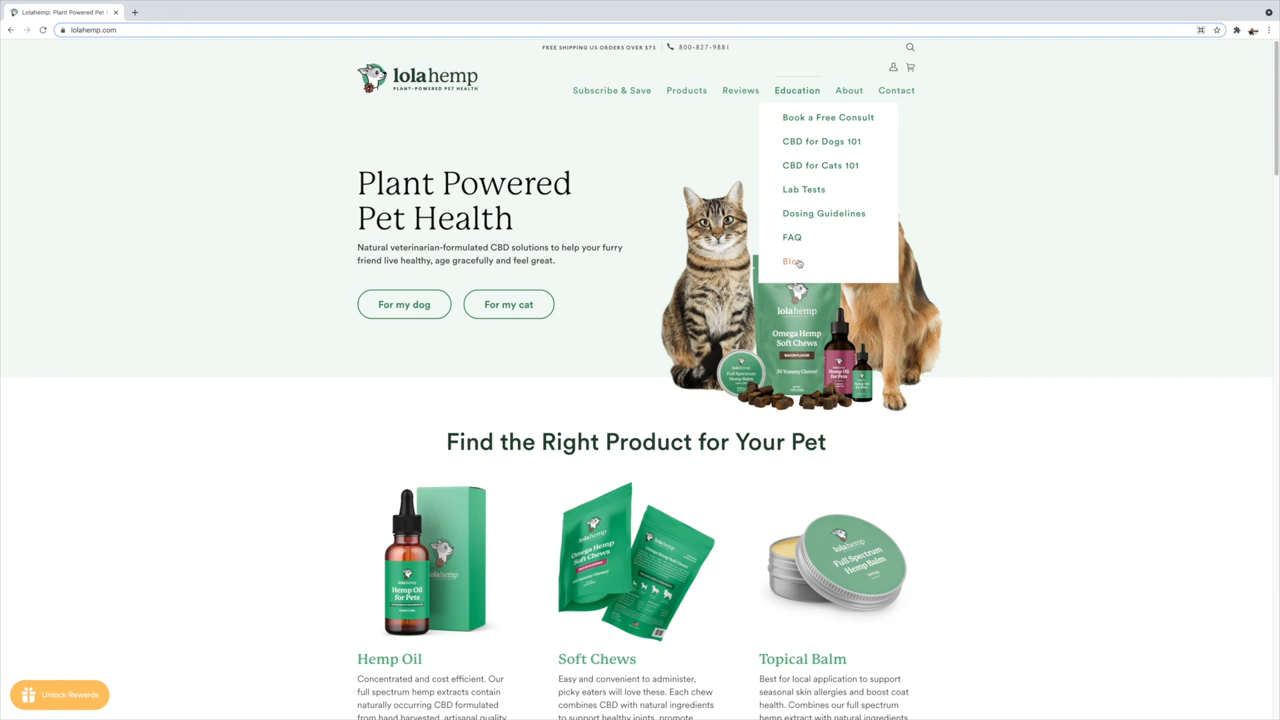 Lolahemp: Plant Powered Pet H
lolahemp.com
FREE SHIPPING US ORDERS OVER $75
800-827-9881
lolahemp
PLANT-POWERED PET HEALTH
Subscribe & Save
Products
Reviews
Education
About
Contact
Book a Free Consult
CBD for Dogs 101
CBD for Cats 101
Lab Tests
Dosing Guidelines
FAQ
Blog
Plant Powered
Pet Health
Natural veterinarian-formulated CBD solutions to help your furry
friend live healthy, age gracefully and feel great.
For my dog
For my cat
lolahemp
Omega Hemp
Soft Chews
BACON FLAVOR
30 Yummy Chews!
lolahemp
Full Spectrum
Hemp Balm
lolahemp
Hemp Oil
for Pets
Find the Right Product for Your Pet
lolahemp
lolahemp
Hemp Oil
for Pets
lolahemp
Omega Hemp
Soft Chews
lolahemp
Omega Hemp
Soft Chews
lolahemp
Full Spectrum
Hemp Balm
Hemp Oil
Soft Chews
Topical Balm
Concentrated and cost efficient. Our
full spectrum hemp extracts contain
naturally occurring CBD formulated
from hand harvested, artisanal quality
Easy and convenient to administer,
picky eaters will love these. Each chew
combines CBD with natural ingredients
to support healthy joints, promote
Best for local application to support
seasonal skin allergies and boost coat
health. Combines our full spectrum
hemp extract with natural ingredients
Unlock Rewards